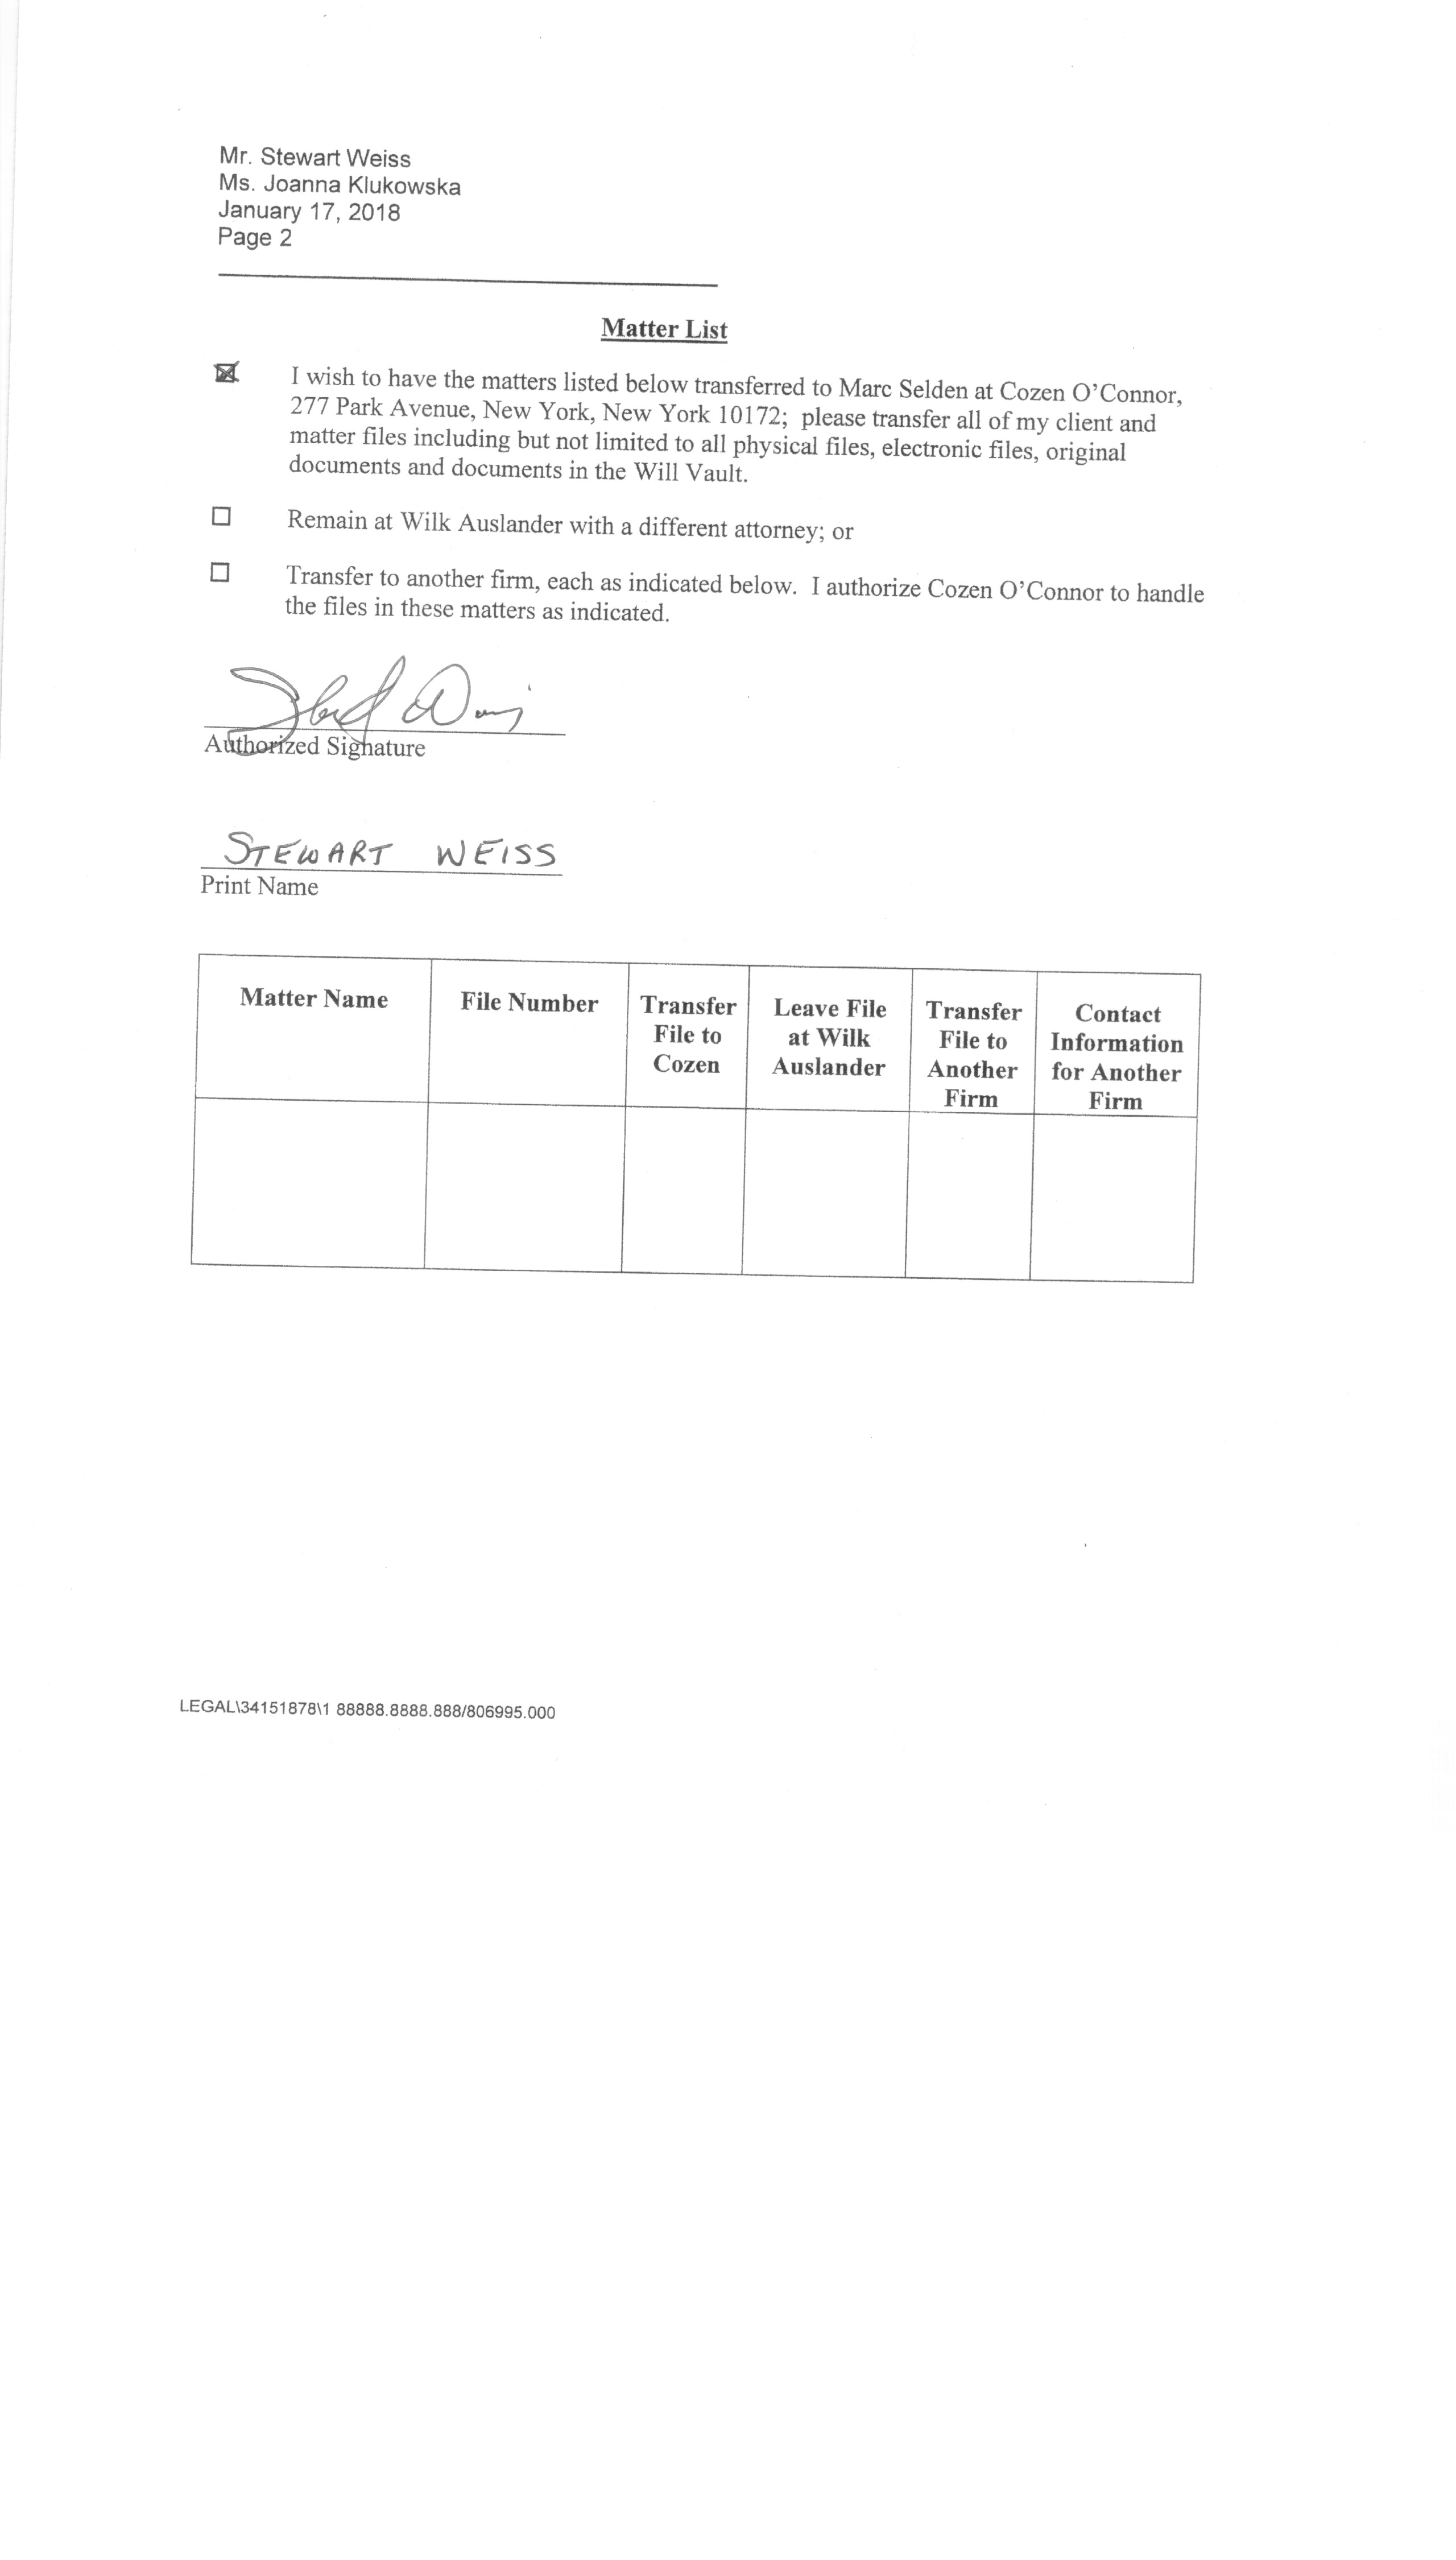 Mr. Stewart Weiss
Ms. Joanna Klukowska
January 17, 2018
Page 2
Matter List
☒ I wish to have the matters listed below transferred to Marc Selden at Cozen O'Connor,
277 Park Avenue, New York, New York 10172; please transfer all of my client and
matter files including but not limited to all physical files, electronic files, original
documents and documents in the Will Vault.
☐ Remain at Wilk Auslander with a different attorney; or
☐ Transfer to another firm, each as indicated below. I authorize Cozen O'Connor to handle
the files in these matters as indicated.
Authorized Signature
STEWART WEISS
Print Name
Matter Name
File Number
Transfer
File to
Cozen
Leave File
at Wilk
Auslander
Transfer
File to
Another
Firm
Contact
Information
for Another
Firm
LEGAL\34151878\1 88888.8888.888/806995.000